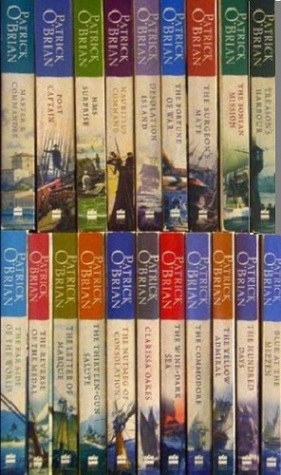 PATRICK
O'BRIAN
MASTER &
COMMANDER
PATRICK
O'BRIAN
POST
CAPTAIN
PATRICK
O'BRIAN
HMS
SURPRISE
PATRICK
O'BRIAN
MAURITIUS
COMMAND
PATRICK
O'BRIAN
DESOLATION
ISLAND
PATRICK
O'BRIAN
THE FORTUNE
OF WAR
PATRICK
O'BRIAN
THE SURGEON'S
MATE
PATRICK
O'BRIAN
THE IONIAN
MISSION
PATRICK
O'BRIAN
TREASON'S
HARBOUR
PATRICK
O'BRIAN
THE FAR SIDE
OF THE WORLD
PATRICK
O'BRIAN
THE REVERSE
OF THE MEDAL
PATRICK
O'BRIAN
THE LETTER OF
MARQUE
PATRICK
O'BRIAN
THE THIRTEEN-GUN
SALUTE
PATRICK
O'BRIAN
THE NUTMEG OF
CONSOLATION
PATRICK
O'BRIAN
CLARISSA OAKES
PATRICK
O'BRIAN
THE WINE-DARK
SEA
PATRICK
O'BRIAN
THE COMMODORE
PATRICK
O'BRIAN
THE YELLOW
ADMIRAL
PATRICK
O'BRIAN
THE HUNDRED
DAYS
PATRICK
O'BRIAN
BLUE AT THE
MIZZEN